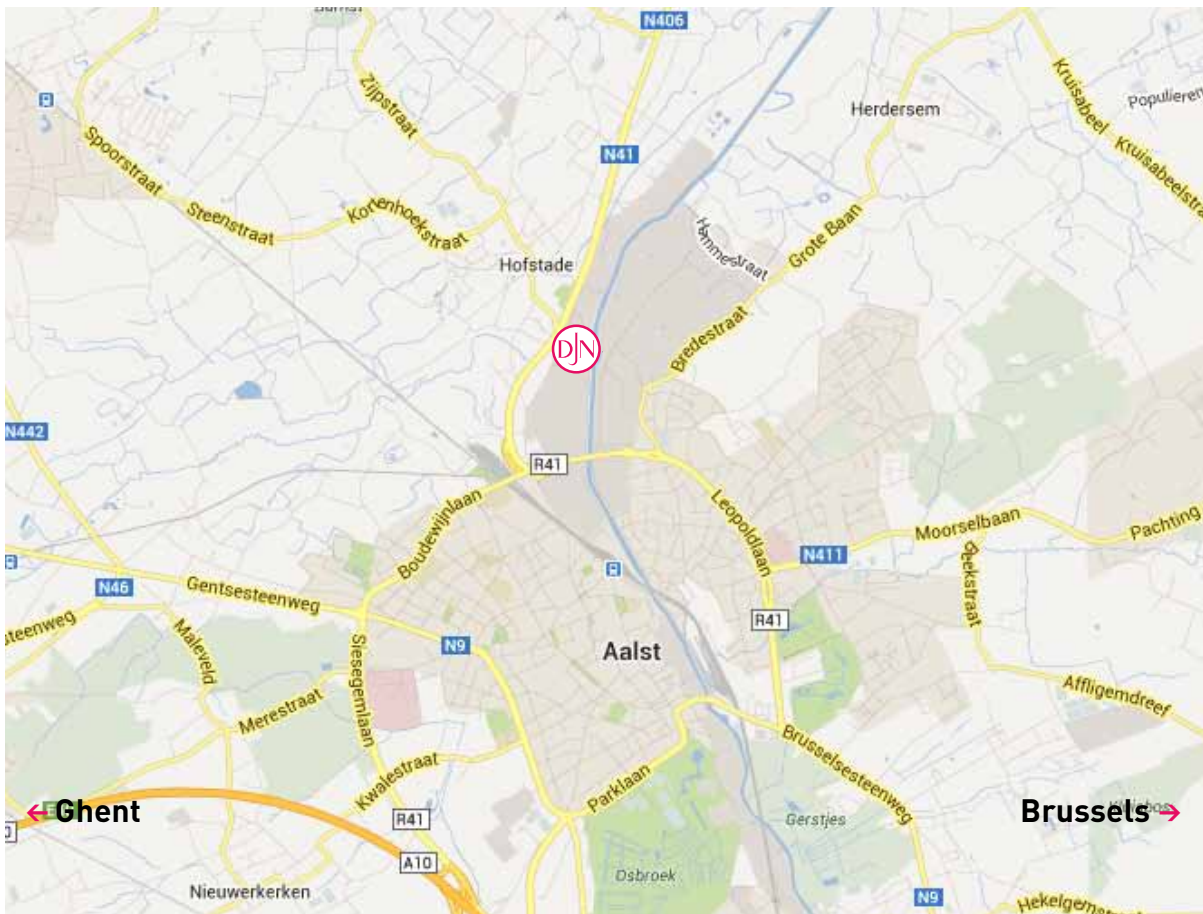 N406
Zijpstraat
Herdersem
Kruisabeel
Populieren
Kruisabeelstra
Spoorstraat
N41
Steenstraat
Kortenhoekstraat
Hofstade
Hammestraat
Grote Baan
DJN
Bredestraat
N442
R41
Boudewijnlaan
Leopoldlaan
Moorselbaan
Pachting
N411
N46
Gentsesteenweg
steenweg
Maleveld
Siesegemlaan
N9
Aalst
R41
Affligemdreef
Merestraat
Kwalestraat
Parklaan
Brusselsesteenweg
← Ghent
Brussels →
R41
Gerstjes
A10
Osbroek
Nieuwerkerken
N9